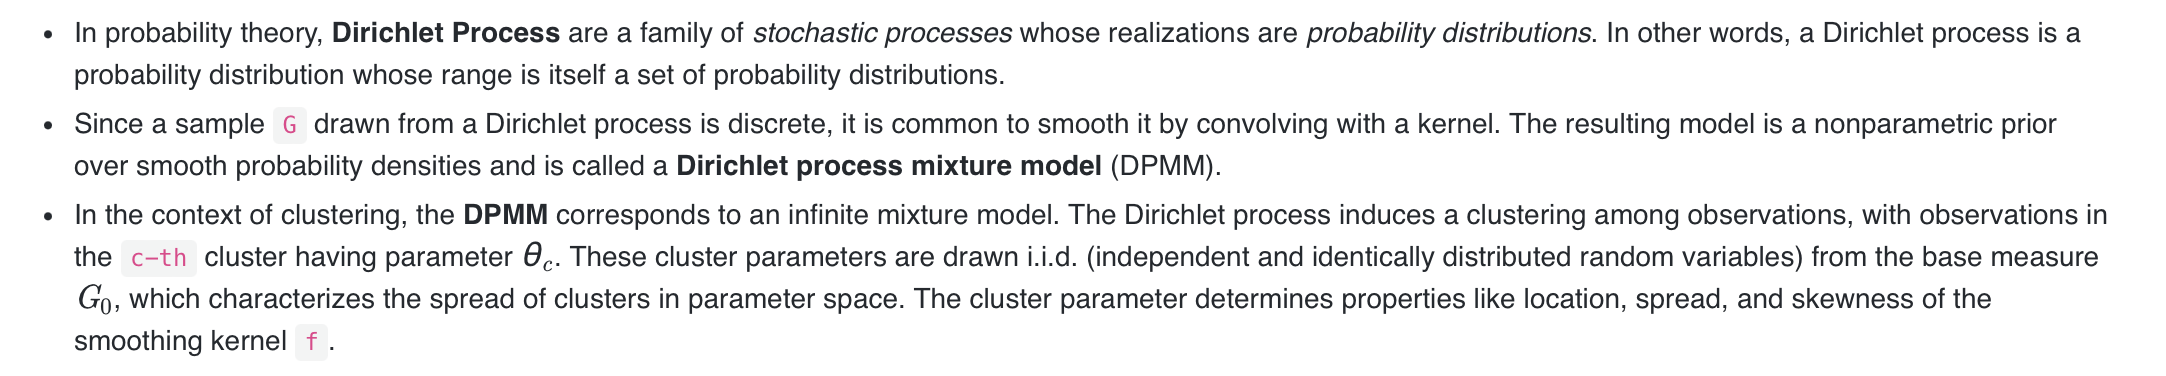 • In probability theory, Dirichlet Process are a family of stochastic processes whose realizations are probability distributions. In other words, a Dirichlet process is a
probability distribution whose range is itself a set of probability distributions.
• Since a sample G drawn from a Dirichlet process is discrete, it is common to smooth it by convolving with a kernel. The resulting model is a nonparametric prior
over smooth probability densities and is called a Dirichlet process mixture model (DPMM).
• In the context of clustering, the DPMM corresponds to an infinite mixture model. The Dirichlet process induces a clustering among observations, with observations in
the c-th cluster having parameter θ_c. These cluster parameters are drawn i.i.d. (independent and identically distributed random variables) from the base measure
G_0, which characterizes the spread of clusters in parameter space. The cluster parameter determines properties like location, spread, and skewness of the
smoothing kernel f.